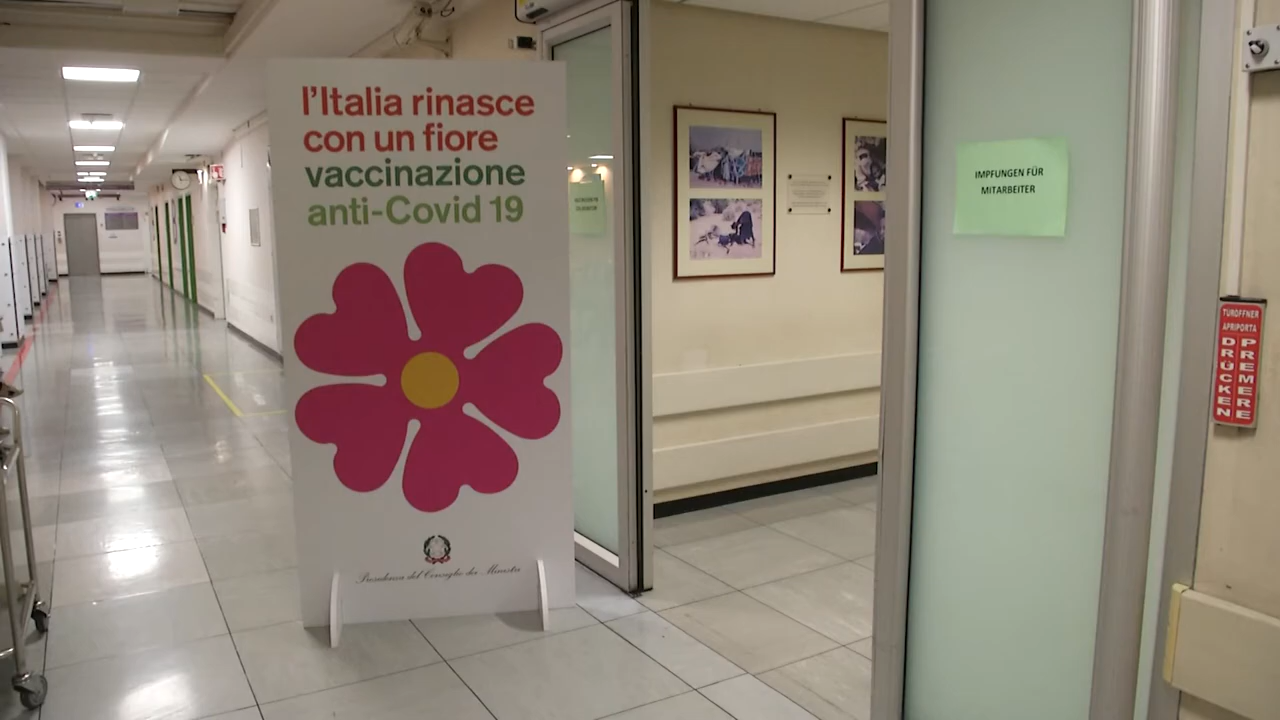 l'Italia rinasce
con un fiore
vaccinazione
anti-Covid 19
Presidenza del Consiglio dei Ministri
IMPFUNGEN FÜR
MITARBEITER
TÜRÖFFNER
APRIPORTA
DRÜCKEN
PREMERE